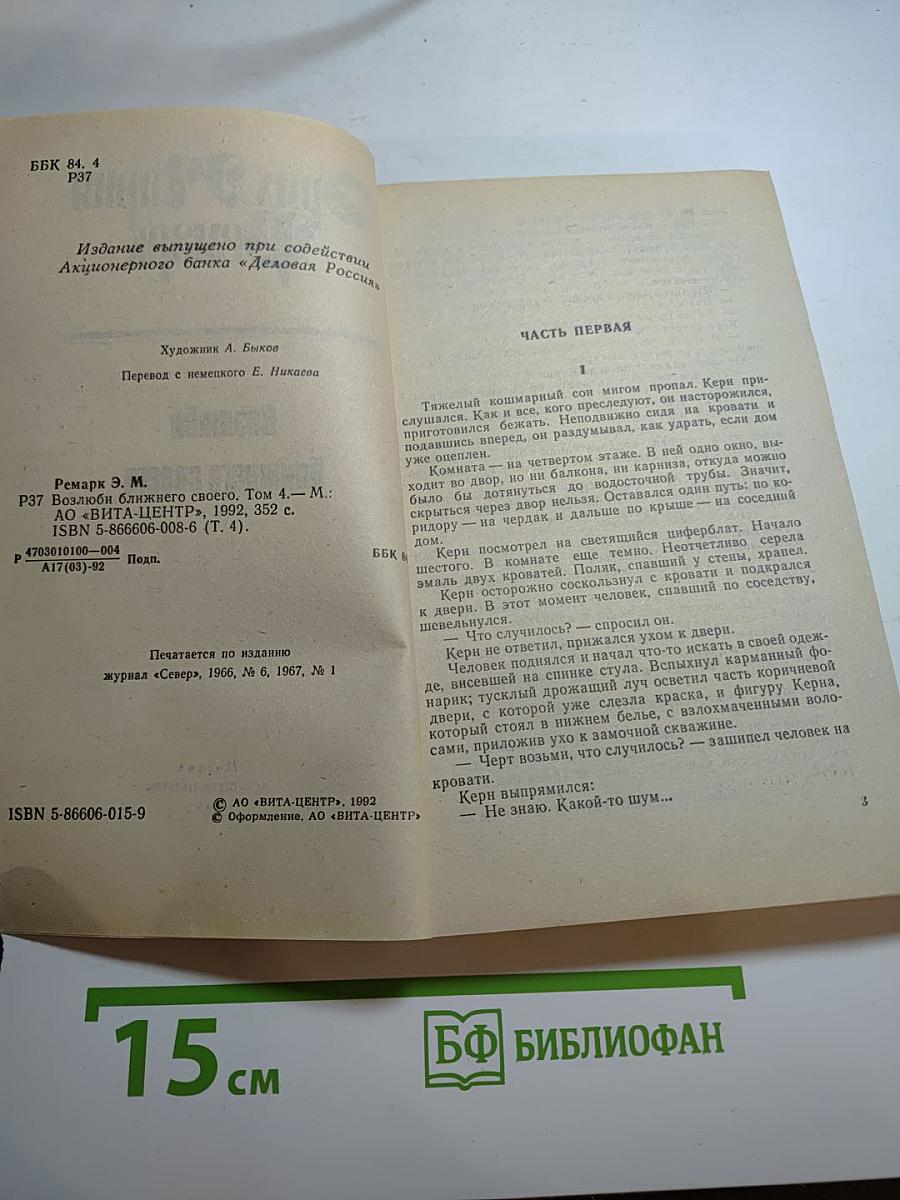 ББК 84. 4
Р37
Издание выпущено при содействии
Акционерного банка «Деловая Россия»
Художник А. Быков
Перевод с немецкого Е. Никаева
Ремарк Э. М.
Р37 Возлюби ближнего своего. Том 4.— М.:
АО «ВИТА-ЦЕНТР», 1992, 352 с.
ISBN 5-866606-008-6 (Т. 4).
Р 4703010100—004
А17(03)-92 Подп.
ББК 84
Печатается по изданию
журнал «Север», 1966, № 6, 1967, № 1
ISBN 5-86606-015-9
© АО «ВИТА-ЦЕНТР», 1992
© Оформление, АО «ВИТА-ЦЕНТР»
ЧАСТЬ ПЕРВАЯ
I
Тяжелый кошмарный сон мигом пропал. Керн при-
слушался. Как и все, кого преследуют, он насторожился,
приготовился бежать. Неподвижно сидя на кровати и
подавшись вперед, он раздумывал, как удрать, если дом
уже оцеплен.
Комната — на четвертом этаже. В ней одно окно, вы-
ходит во двор, но ни балкона, ни карниза, откуда можно
было бы дотянуться до водосточной трубы. Значит,
скрыться через двор нельзя. Оставался один путь: по ко-
ридору — на чердак и дальше по крыше — на соседний
дом.
Керн посмотрел на светящийся циферблат. Начало
шестого. В комнате еще темно. Неотчетливо серела
эмаль двух кроватей. Поляк, спавший у стены, храпел.
Керн осторожно соскользнул с кровати и подкрался
к двери. В этот момент человек, спавший по соседству,
шевельнулся.
— Что случилось? — спросил он.
Керн не ответил, прижался ухом к двери.
Человек поднялся и начал что-то искать в своей одеж-
де, висевшей на спинке стула. Вспыхнул карманный фо-
нарик; тусклый дрожащий луч осветил часть коричневой
двери, с которой уже слезла краска, и фигуру Керна,
который стоял в нижнем белье, с взлохмаченными воло-
сами, приложив ухо к замочной скважине.
— Черт возьми, что случилось? — зашипел человек на
кровати.
Керн выпрямился:
— Не знаю. Какой-то шум...
3
15 см
БФ БИБЛИОФАН